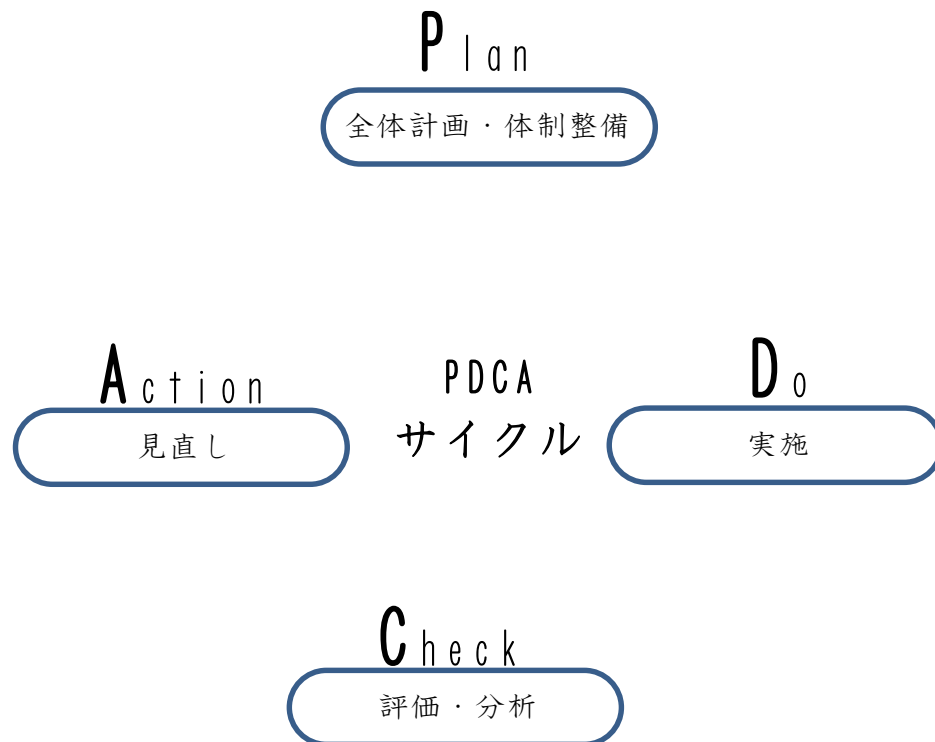 Plan
全体計画・体制整備
Action
見直し
PDCA
サイクル
Do
実施
Check
評価・分析